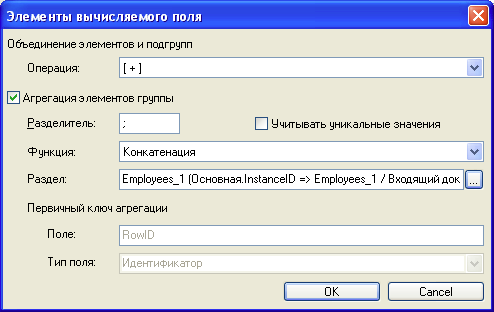 Элементы вычисляемого поля
Объединение элементов и подгрупп
Операция: [ + ]
Агрегация элементов группы
Разделитель: ; Учитывать уникальные значения
Функция: Конкатенация
Раздел: Employees_1 (Основная.InstanceID => Employees_1 / Входящий док ...
Первичный ключ агрегации
Поле: RowID
Тип поля: Идентификатор
OK Cancel